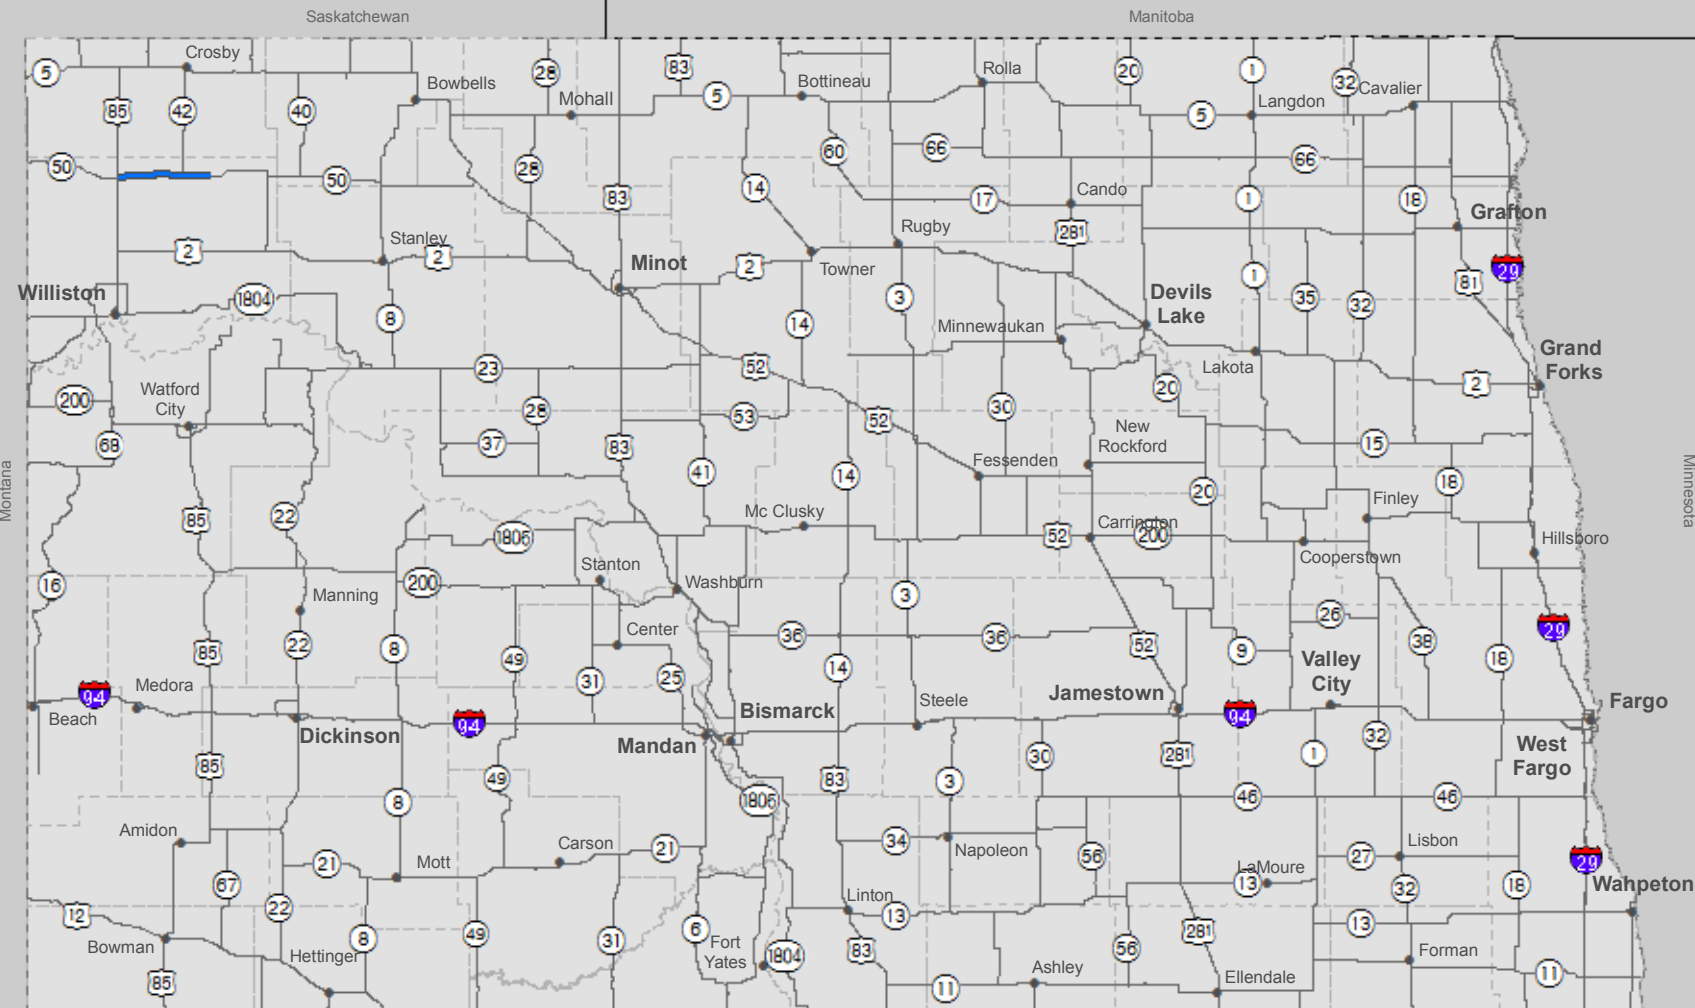 Saskatchewan
Manitoba
Crosby
5
85
42
40
Bowbells
28
Mohall
83
5
Bottineau
Rolla
20
1
32
Cavalier
Langdon
5
50
50
28
83
14
60
66
66
17
Cando
281
1
18
Grafton
2
Stanley
2
Minot
2
Towner
Rugby
3
1
35
32
81
29
Williston
1804
8
14
Minnewaukan
Devils
Lake
Lakota
Grand
Forks
2
200
Watford
City
68
23
28
37
83
52
53
41
14
52
30
20
New
Rockford
Fessenden
15
18
Montana
Minnesota
85
22
1806
Mc Clusky
52
Carrington
200
20
Finley
Cooperstown
Hillsboro
16
Manning
200
Stanton
Washburn
3
26
29
85
22
8
49
Center
31
25
36
14
36
52
9
Valley
City
38
18
94
Beach
Medora
Dickinson
94
Mandan
Bismarck
Steele
Jamestown
94
Fargo
West
Fargo
85
8
49
1806
83
3
30
281
1
32
46
46
Amidon
67
22
21
Mott
Carson
21
34
Napoleon
56
LaMoure
13
27
Lisbon
32
18
29
Wahpeton
12
Bowman
85
Hettinger
8
49
31
6
Fort
Yates
1804
Linton
13
83
11
Ashley
56
281
Ellendale
13
Forman
11